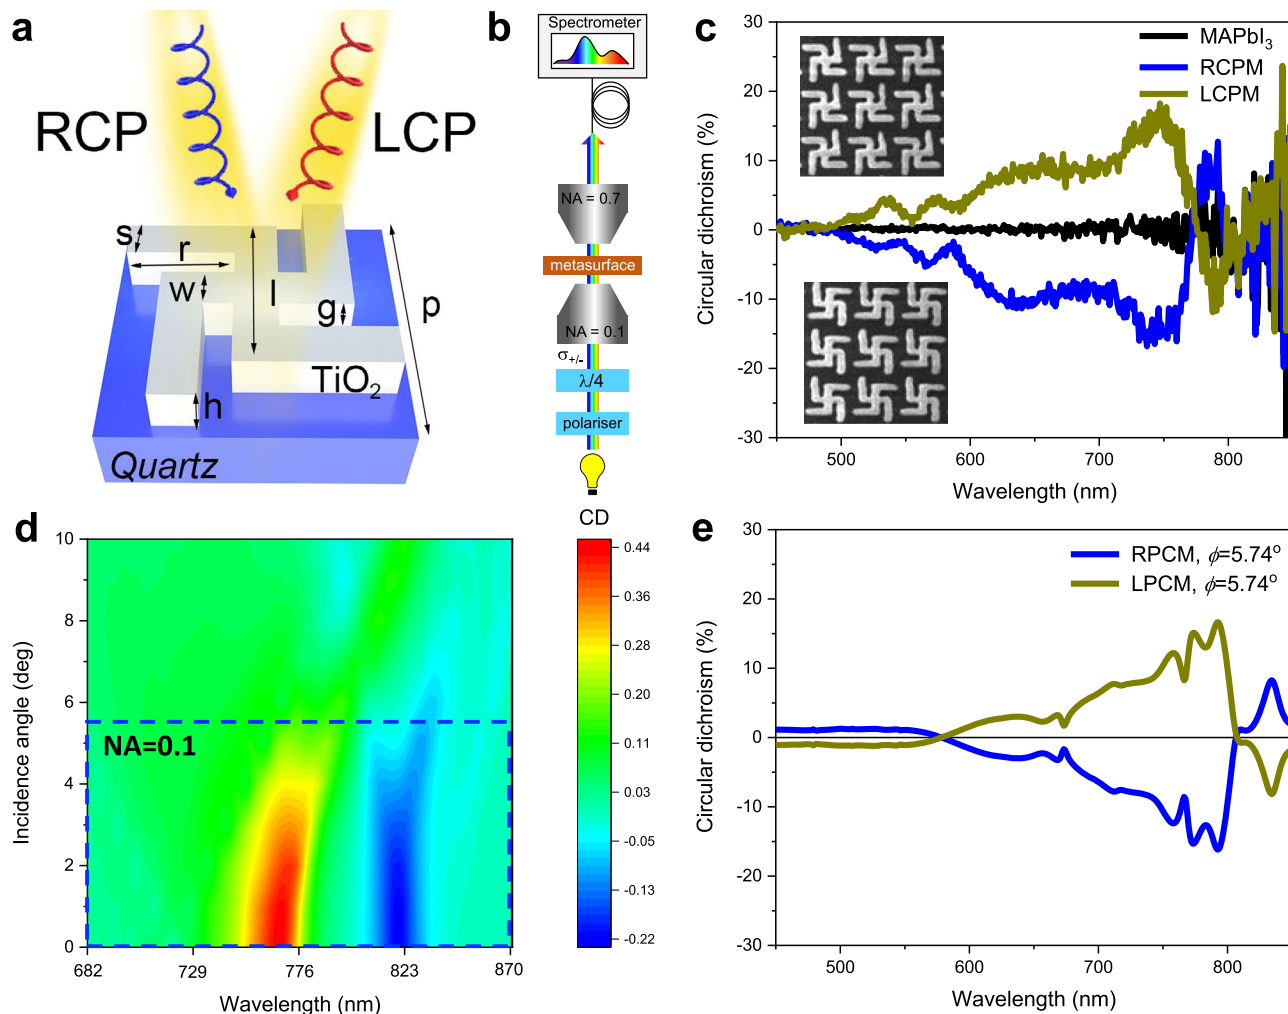 a
RCP
LCP
s
r
w
l
g
p
h
TiO₂
Quartz
b
Spectrometer
NA = 0.7
metasurface
NA = 0.1
σ+/-
λ/4
polariser
c
MAPbI₃
RCPM
LCPM
30
20
10
0
-10
-20
-30
Circular dichroism (%)
500
600
700
800
Wavelength (nm)
d
10
8
6
4
2
0
Incidence angle (deg)
NA=0.1
682
729
776
823
870
Wavelength (nm)
CD
0.44
0.36
0.28
0.20
0.11
0.03
-0.05
-0.13
-0.22
e
RPCM, ϕ=5.74°
LPCM, ϕ=5.74°
30
20
10
0
-10
-20
-30
Circular dichroism (%)
500
600
700
800
Wavelength (nm)